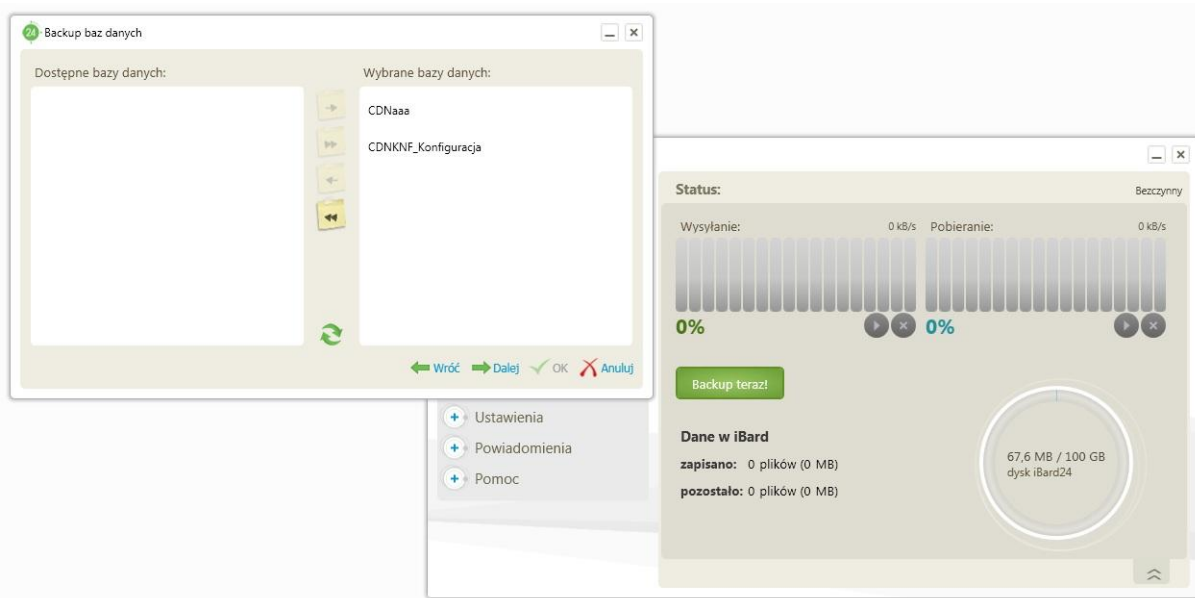 24 Backup baz danych
Dostępne bazy danych:
Wybrane bazy danych:
CDNaaa
CDNKNF_Konfiguracja
Wróć Dalej OK Anuluj
Ustawienia
Powiadomienia
Pomoc
Status: Bezczynny
Wysyłanie: 0 kB/s Pobieranie: 0 kB/s
0% 0%
Backup teraz!
Dane w iBard
zapisano: 0 plików (0 MB)
pozostało: 0 plików (0 MB)
67,6 MB / 100 GB
dysk iBard24